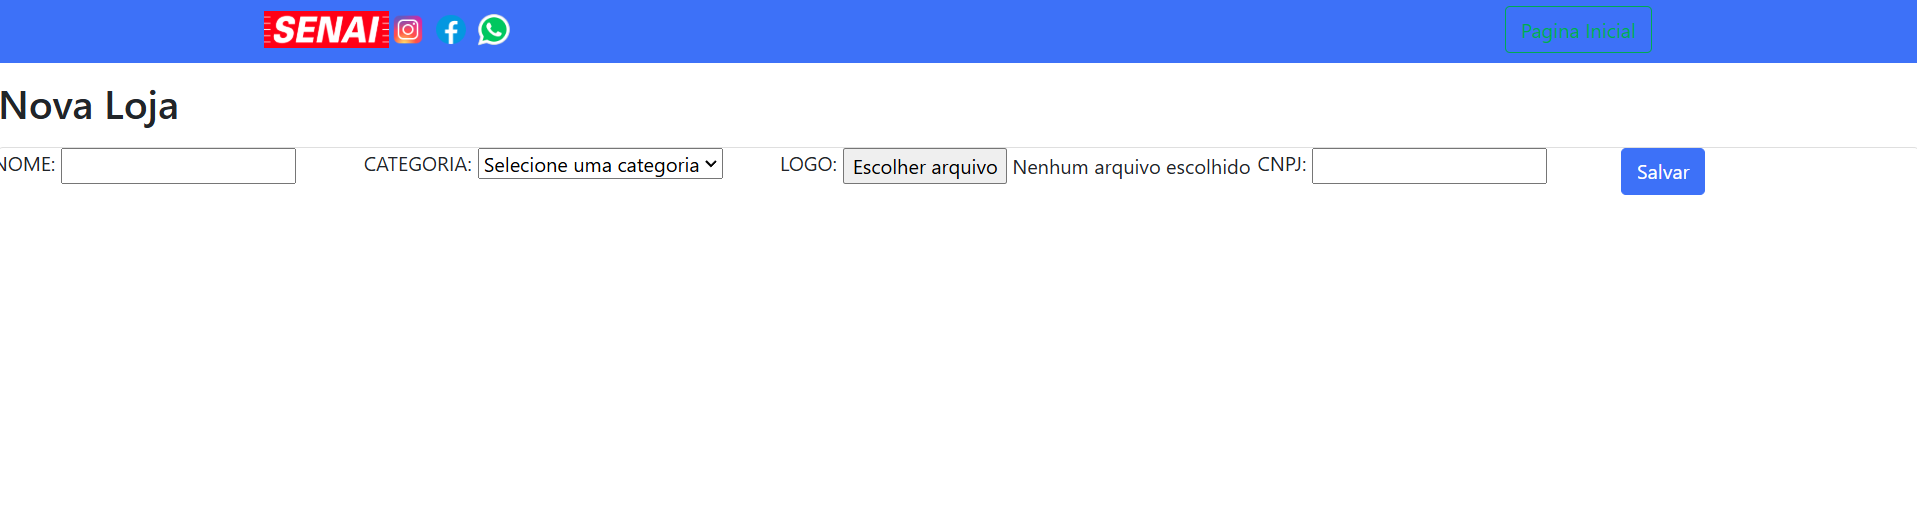 SENAI
Pagina Inicial
Nova Loja
NOME:
CATEGORIA: Selecione uma categoria
LOGO: Escolher arquivo Nenhum arquivo escolhido
CNPJ:
Salvar